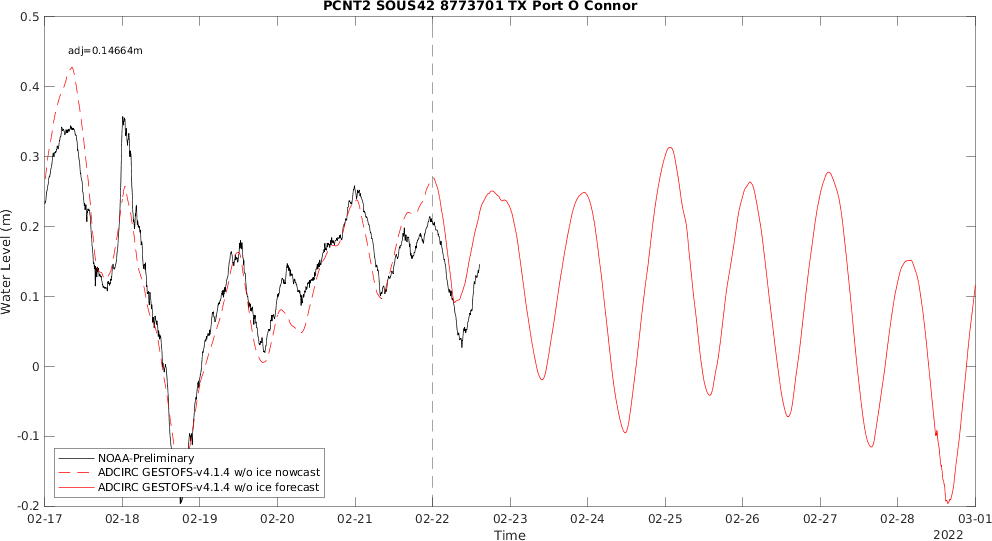 PCNT2 SOUS42 8773701 TX Port O Connor
adj=0.14664m
0.5
0.4
0.3
0.2
0.1
0
-0.1
-0.2
Water Level (m)
NOAA-Preliminary
ADCIRC GESTOFS-v4.1.4 w/o ice nowcast
ADCIRC GESTOFS-v4.1.4 w/o ice forecast
02-17 02-18 02-19 02-20 02-21 02-22 02-23 02-24 02-25 02-26 02-27 02-28 03-01
Time
2022